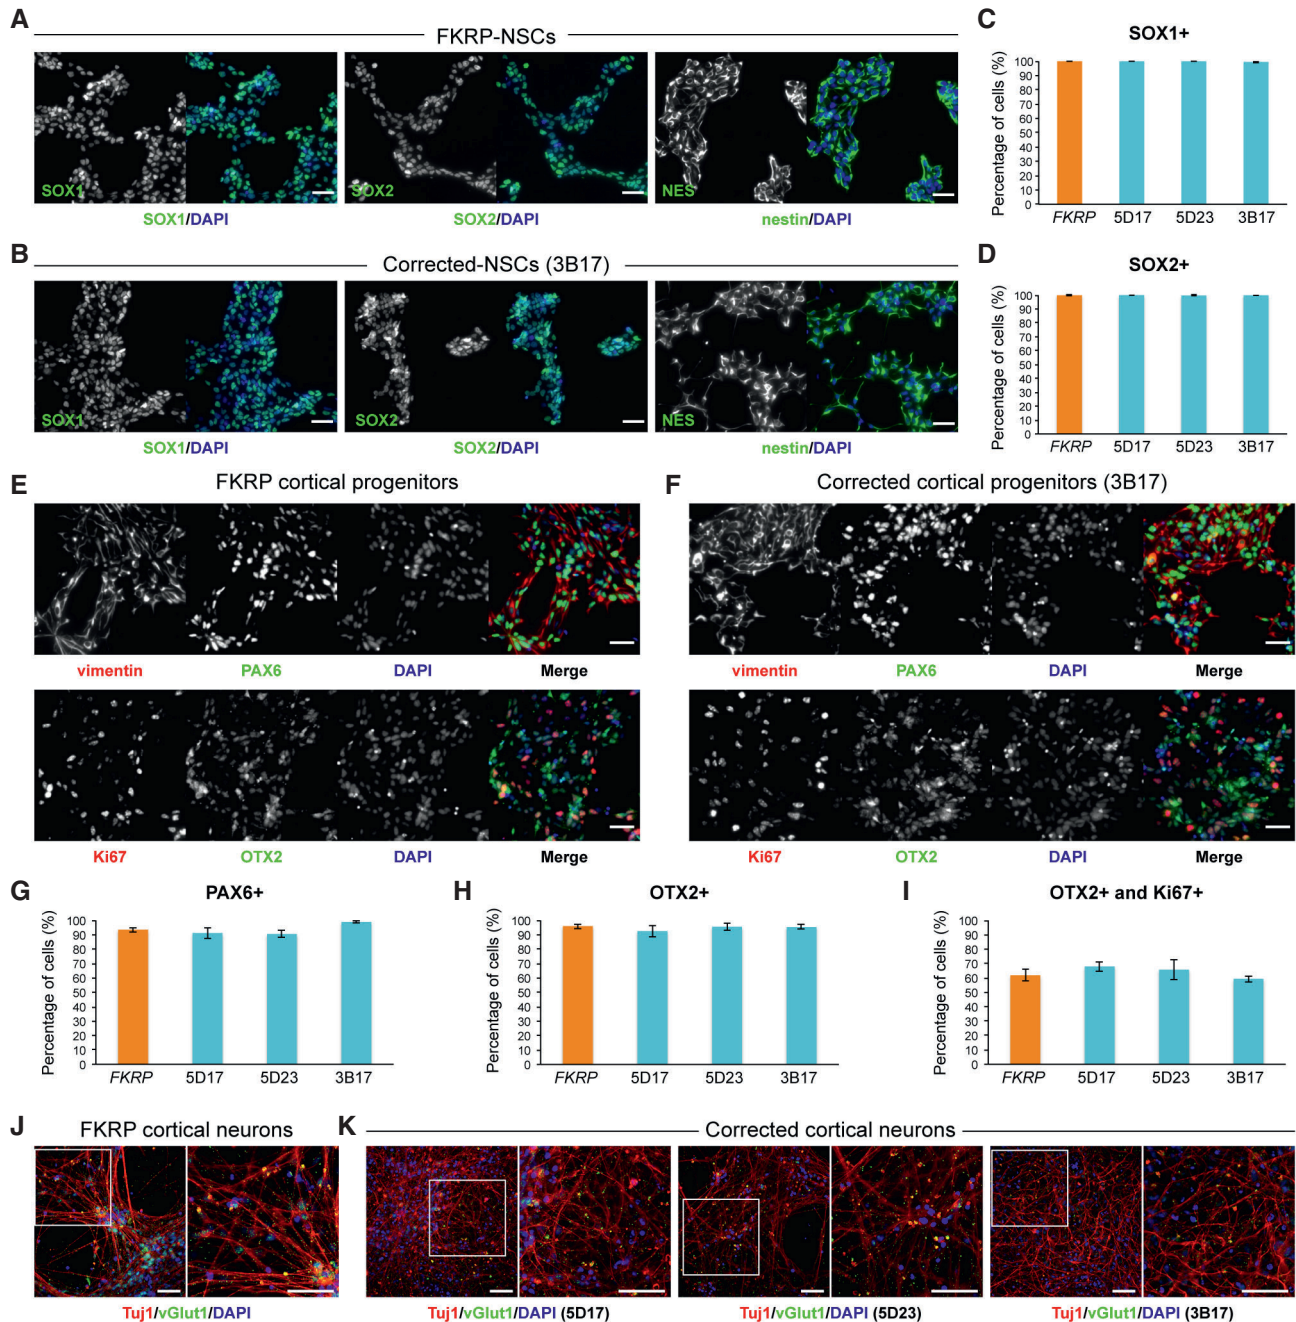 A
FKRP-NSCs
SOX1
SOX2
NES
SOX1/DAPI
SOX2/DAPI
nestin/DAPI
B
Corrected-NSCs (3B17)
SOX1
SOX2
NES
SOX1/DAPI
SOX2/DAPI
nestin/DAPI
C
SOX1+
Percentage of cells (%)
100
90
80
70
60
50
40
30
20
10
0
FKRP 5D17 5D23 3B17
D
SOX2+
Percentage of cells (%)
100
90
80
70
60
50
40
30
20
10
0
FKRP 5D17 5D23 3B17
E
FKRP cortical progenitors
vimentin PAX6 DAPI Merge
Ki67 OTX2 DAPI Merge
F
Corrected cortical progenitors (3B17)
vimentin PAX6 DAPI Merge
Ki67 OTX2 DAPI Merge
G
PAX6+
Percentage of cells (%)
100
90
80
70
60
50
40
30
20
10
0
FKRP 5D17 5D23 3B17
H
OTX2+
Percentage of cells (%)
100
90
80
70
60
50
40
30
20
10
0
FKRP 5D17 5D23 3B17
I
OTX2+ and Ki67+
Percentage of cells (%)
100
90
80
70
60
50
40
30
20
10
0
FKRP 5D17 5D23 3B17
J
FKRP cortical neurons
Tuj1/vGlut1/DAPI
K
Corrected cortical neurons
Tuj1/vGlut1/DAPI (5D17)
Tuj1/vGlut1/DAPI (5D23)
Tuj1/vGlut1/DAPI (3B17)